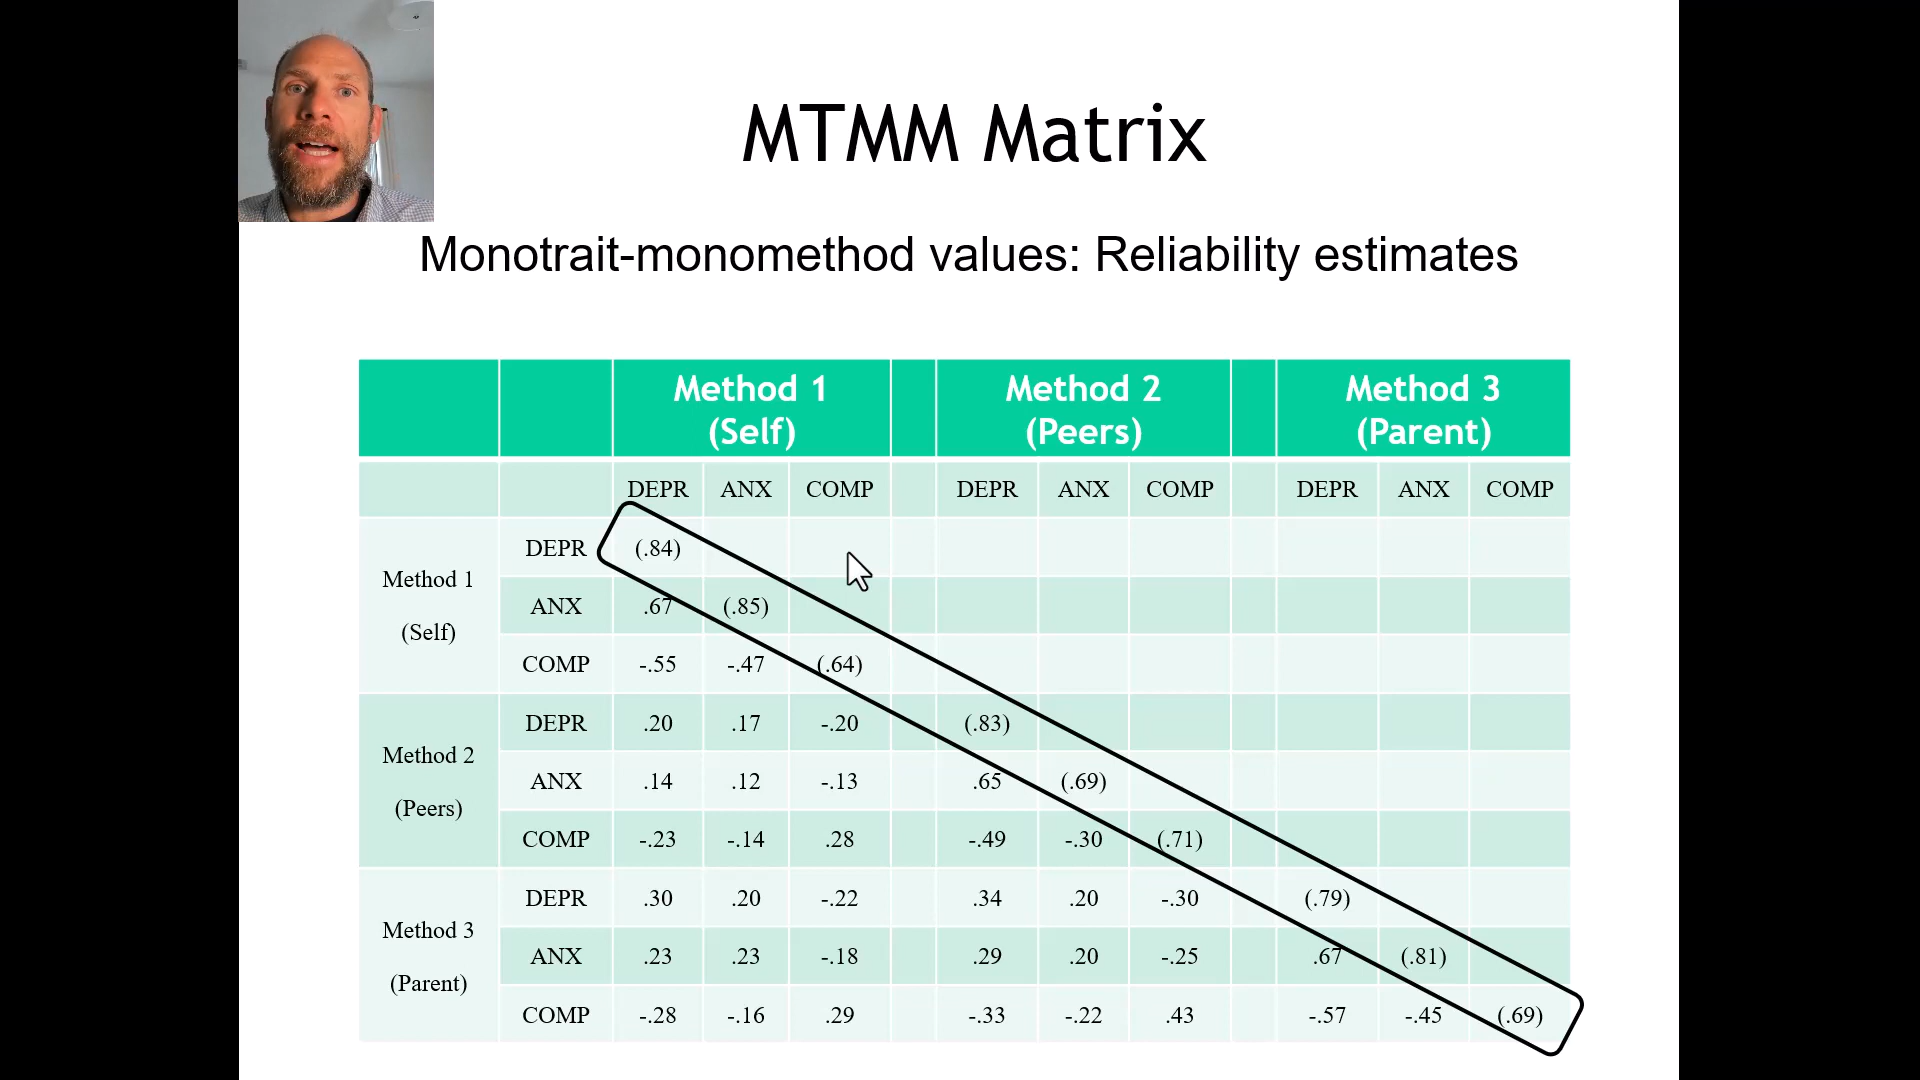 MTMM Matrix
Monotrait-monomethod values: Reliability estimates
Method 1 (Self) Method 2 (Peers) Method 3 (Parent)
DEPR ANX COMP DEPR ANX COMP DEPR ANX COMP
Method 1
(Self)
DEPR (.84)
ANX .67 (.85)
COMP -.55 -.47 (.64)
Method 2
(Peers)
DEPR .20 .17 -.20 (.83)
ANX .14 .12 -.13 .65 (.69)
COMP -.23 -.14 .28 -.49 -.30 (.71)
Method 3
(Parent)
DEPR .30 .20 -.22 .34 .20 -.30 (.79)
ANX .23 .23 -.18 .29 .20 -.25 .67 (.81)
COMP -.28 -.16 .29 -.33 -.22 .43 -.57 -.45 (.69)